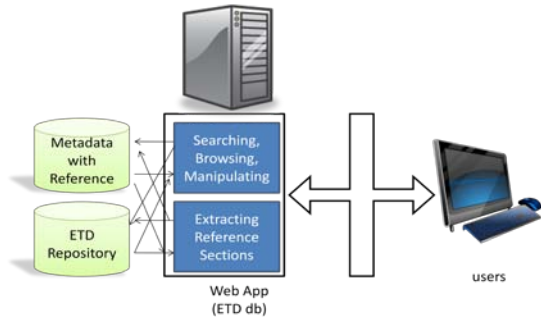 Metadata
with
Reference
Searching,
Browsing,
Manipulating
ETD
Repository
Extracting
Reference
Sections
Web App
(ETD db)
users